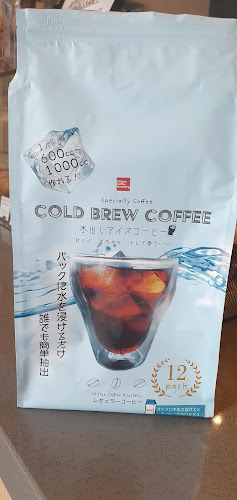 1パックで
600cc~
1000cc
作れる!
Specialty Coffee
COLD BREW COFFEE
水出しアイスコーヒー
パックに水を浸けるだけ
誰でも簡単抽出
12
pack
レギュラーコーヒー